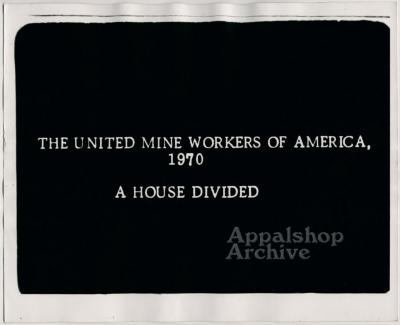 THE UNITED MINE WORKERS OF AMERICA,
1970
A HOUSE DIVIDED
Appalshop
Archive